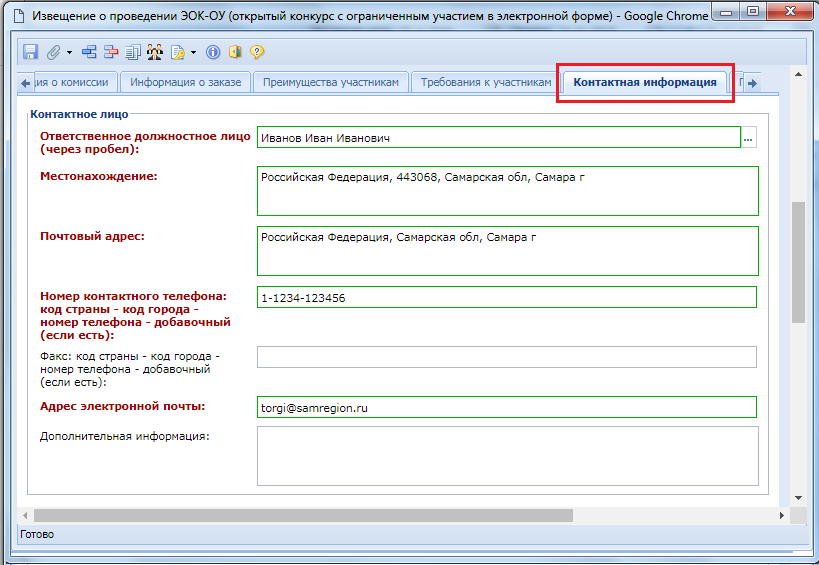 Извещение о проведении ЭОК-ОУ (открытый конкурс с ограниченным участием в электронной форме) - Google Chrome
ия о комиссии Информация о заказе Преимущества участникам Требования к участникам Контактная информация
Контактное лицо
Ответственное должностное лицо (через пробел): Иванов Иван Иванович ...
Местонахождение: Российская Федерация, 443068, Самарская обл, Самара г
Почтовый адрес: Российская Федерация, Самарская обл, Самара г
Номер контактного телефона: 1-1234-123456
код страны - код города -
номер телефона - добавочный
(если есть):
Факс: код страны - код города -
номер телефона - добавочный
(если есть):
Адрес электронной почты: torgi@samregion.ru
Дополнительная информация:
Готово